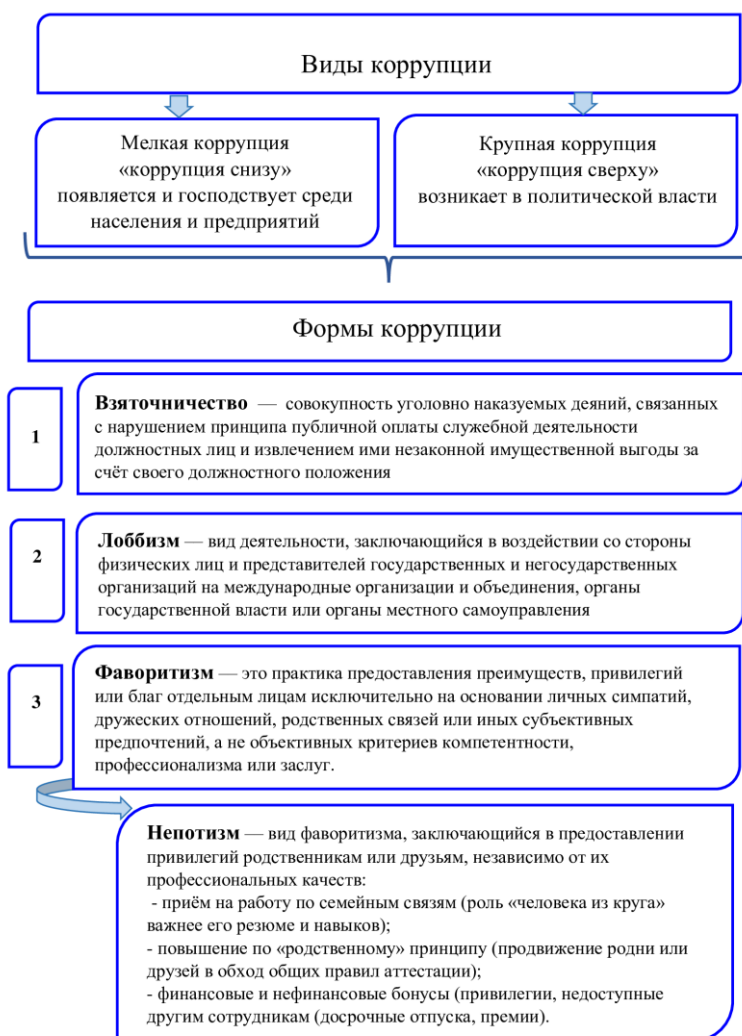 Виды коррупции
Мелкая коррупция
«коррупция снизу»
появляется и господствует среди
населения и предприятий
Крупная коррупция
«коррупция сверху»
возникает в политической власти
Формы коррупции
1
Взяточничество — совокупность уголовно наказуемых деяний, связанных
с нарушением принципа публичной оплаты служебной деятельности
должностных лиц и извлечением ими незаконной имущественной выгоды за
счёт своего должностного положения
2
Лоббизм — вид деятельности, заключающийся в воздействии со стороны
физических лиц и представителей государственных и негосударственных
организаций на международные организации и объединения, органы
государственной власти или органы местного самоуправления
3
Фаворитизм — это практика предоставления преимуществ, привилегий
или благ отдельным лицам исключительно на основании личных симпатий,
дружеских отношений, родственных связей или иных субъективных
предпочтений, а не объективных критериев компетентности,
профессионализма или заслуг.
Непотизм — вид фаворитизма, заключающийся в предоставлении
привилегий родственникам или друзьям, независимо от их
профессиональных качеств:
- приём на работу по семейным связям (роль «человека из круга»
важнее его резюме и навыков);
- повышение по «родственному» принципу (продвижение родни или
друзей в обход общих правил аттестации);
- финансовые и нефинансовые бонусы (привилегии, недоступные
другим сотрудникам (досрочные отпуска, премии).